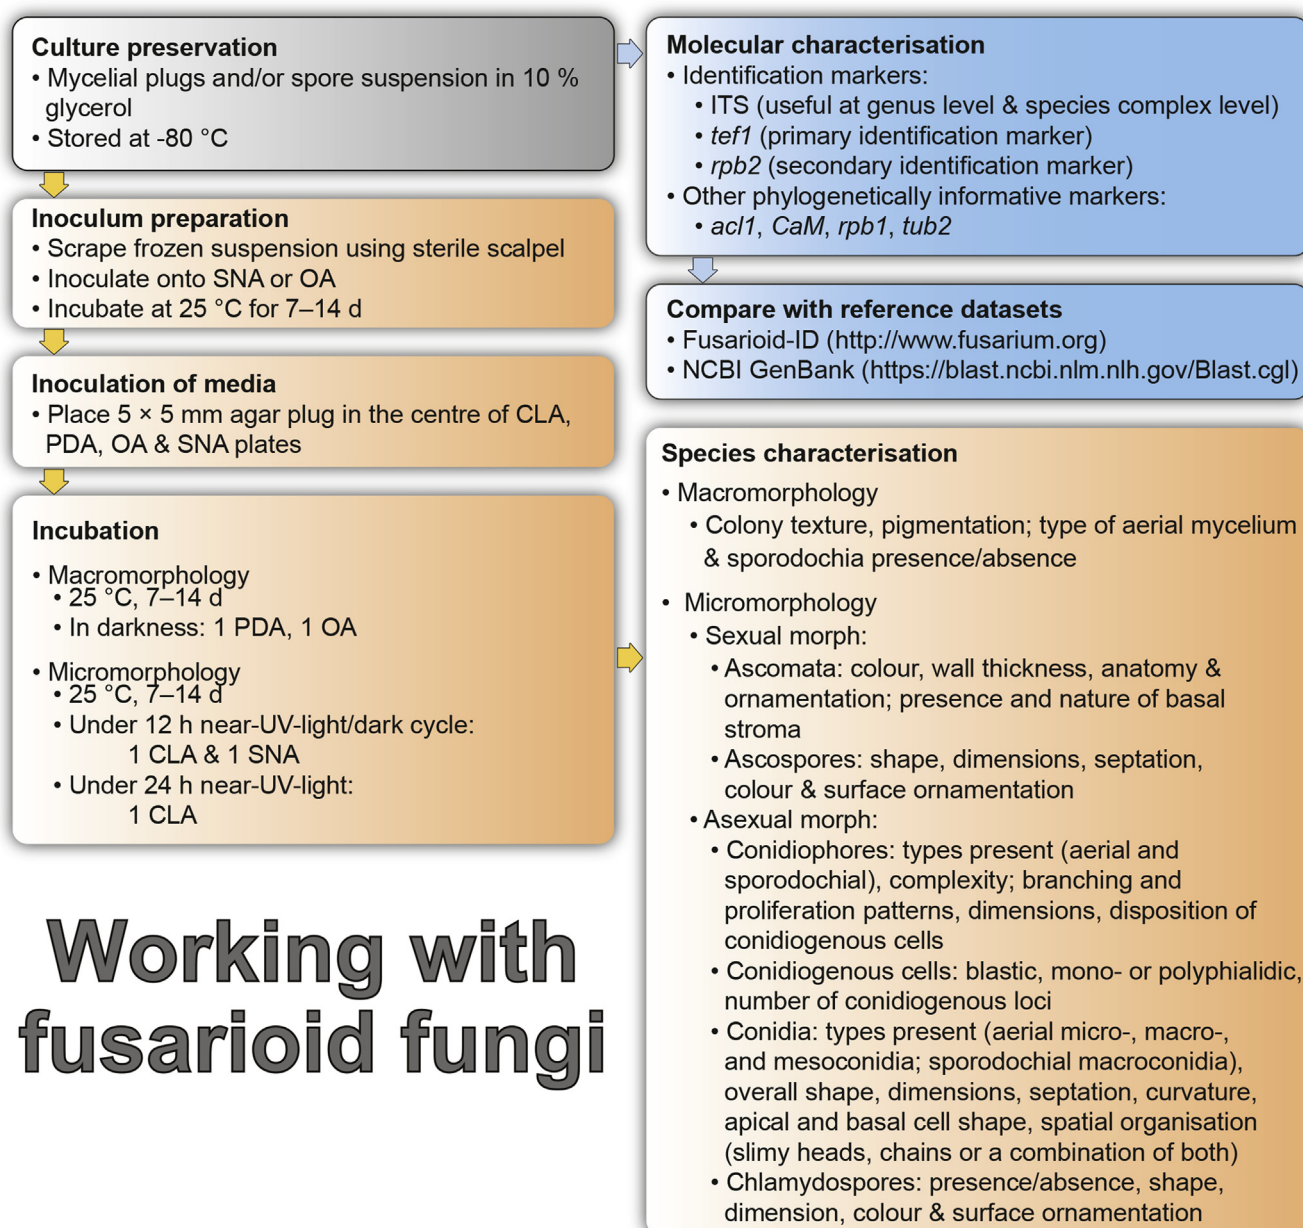 Culture preservation
• Mycelial plugs and/or spore suspension in 10 %
glycerol
• Stored at -80 °C
Inoculum preparation
• Scrape frozen suspension using sterile scalpel
• Inoculate onto SNA or OA
• Incubate at 25 °C for 7–14 d
Inoculation of media
• Place 5 × 5 mm agar plug in the centre of CLA,
PDA, OA & SNA plates
Incubation
• Macromorphology
• 25 °C, 7–14 d
• In darkness: 1 PDA, 1 OA
• Micromorphology
• 25 °C, 7–14 d
• Under 12 h near-UV-light/dark cycle:
1 CLA & 1 SNA
• Under 24 h near-UV-light:
1 CLA
Working with
fusarioid fungi
Molecular characterisation
• Identification markers:
• ITS (useful at genus level & species complex level)
• tef1 (primary identification marker)
• rpb2 (secondary identification marker)
• Other phylogenetically informative markers:
• acl1, CaM, rpb1, tub2
Compare with reference datasets
• Fusarioid-ID (http://www.fusarium.org)
• NCBI GenBank (https://blast.ncbi.nlm.nlh.gov/Blast.cgl)
Species characterisation
• Macromorphology
• Colony texture, pigmentation; type of aerial mycelium
& sporodochia presence/absence
• Micromorphology
• Sexual morph:
• Ascomata: colour, wall thickness, anatomy &
ornamentation; presence and nature of basal
stroma
• Ascospores: shape, dimensions, septation,
colour & surface ornamentation
• Asexual morph:
• Conidiophores: types present (aerial and
sporodochial), complexity; branching and
proliferation patterns, dimensions, disposition of
conidiogenous cells
• Conidiogenous cells: blastic, mono- or polyphialidic,
number of conidiogenous loci
• Conidia: types present (aerial micro-, macro-,
and mesoconidia; sporodochial macroconidia),
overall shape, dimensions, septation, curvature,
apical and basal cell shape, spatial organisation
(slimy heads, chains or a combination of both)
• Chlamydospores: presence/absence, shape,
dimension, colour & surface ornamentation